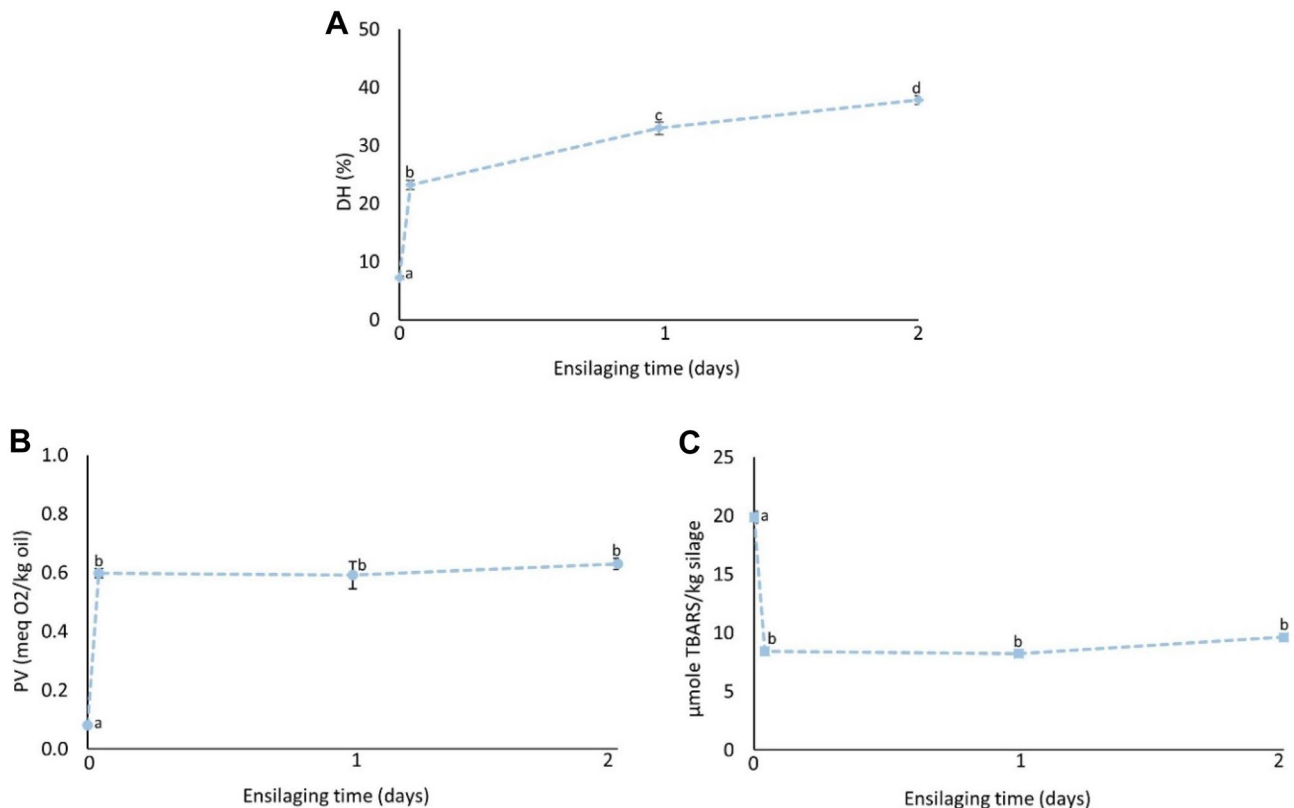 A
50
40
30
20
10
0
DH (%)
a
b
c
d
0 1 2
Ensilaging time (days)
B
1.0
0.8
0.6
0.4
0.2
0.0
PV (meq O2/kg oil)
a
b
b
b
0 1 2
Ensilaging time (days)
C
25
20
15
10
5
0
µmole TBARS/kg silage
a
b
b
b
0 1 2
Ensilaging time (days)